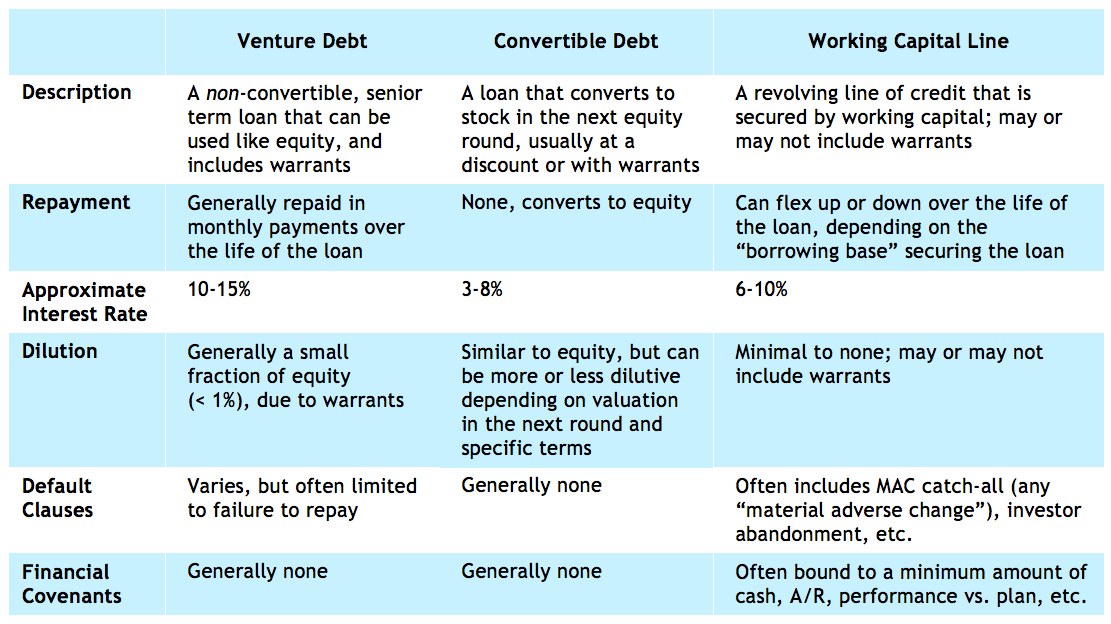 Venture Debt
Convertible Debt
Working Capital Line
Description
A non-convertible, senior
term loan that can be
used like equity, and
includes warrants
A loan that converts to
stock in the next equity
round, usually at a
discount or with warrants
A revolving line of credit that is
secured by working capital; may or
may not include warrants
Repayment
Generally repaid in
monthly payments over
the life of the loan
None, converts to equity
Can flex up or down over the life of
the loan, depending on the
“borrowing base” securing the loan
Approximate
Interest Rate
10-15%
3-8%
6-10%
Dilution
Generally a small
fraction of equity
(< 1%), due to warrants
Similar to equity, but can
be more or less dilutive
depending on valuation
in the next round and
specific terms
Minimal to none; may or may not
include warrants
Default
Clauses
Varies, but often limited
to failure to repay
Generally none
Often includes MAC catch-all (any
“material adverse change”), investor
abandonment, etc.
Financial
Covenants
Generally none
Generally none
Often bound to a minimum amount of
cash, A/R, performance vs. plan, etc.